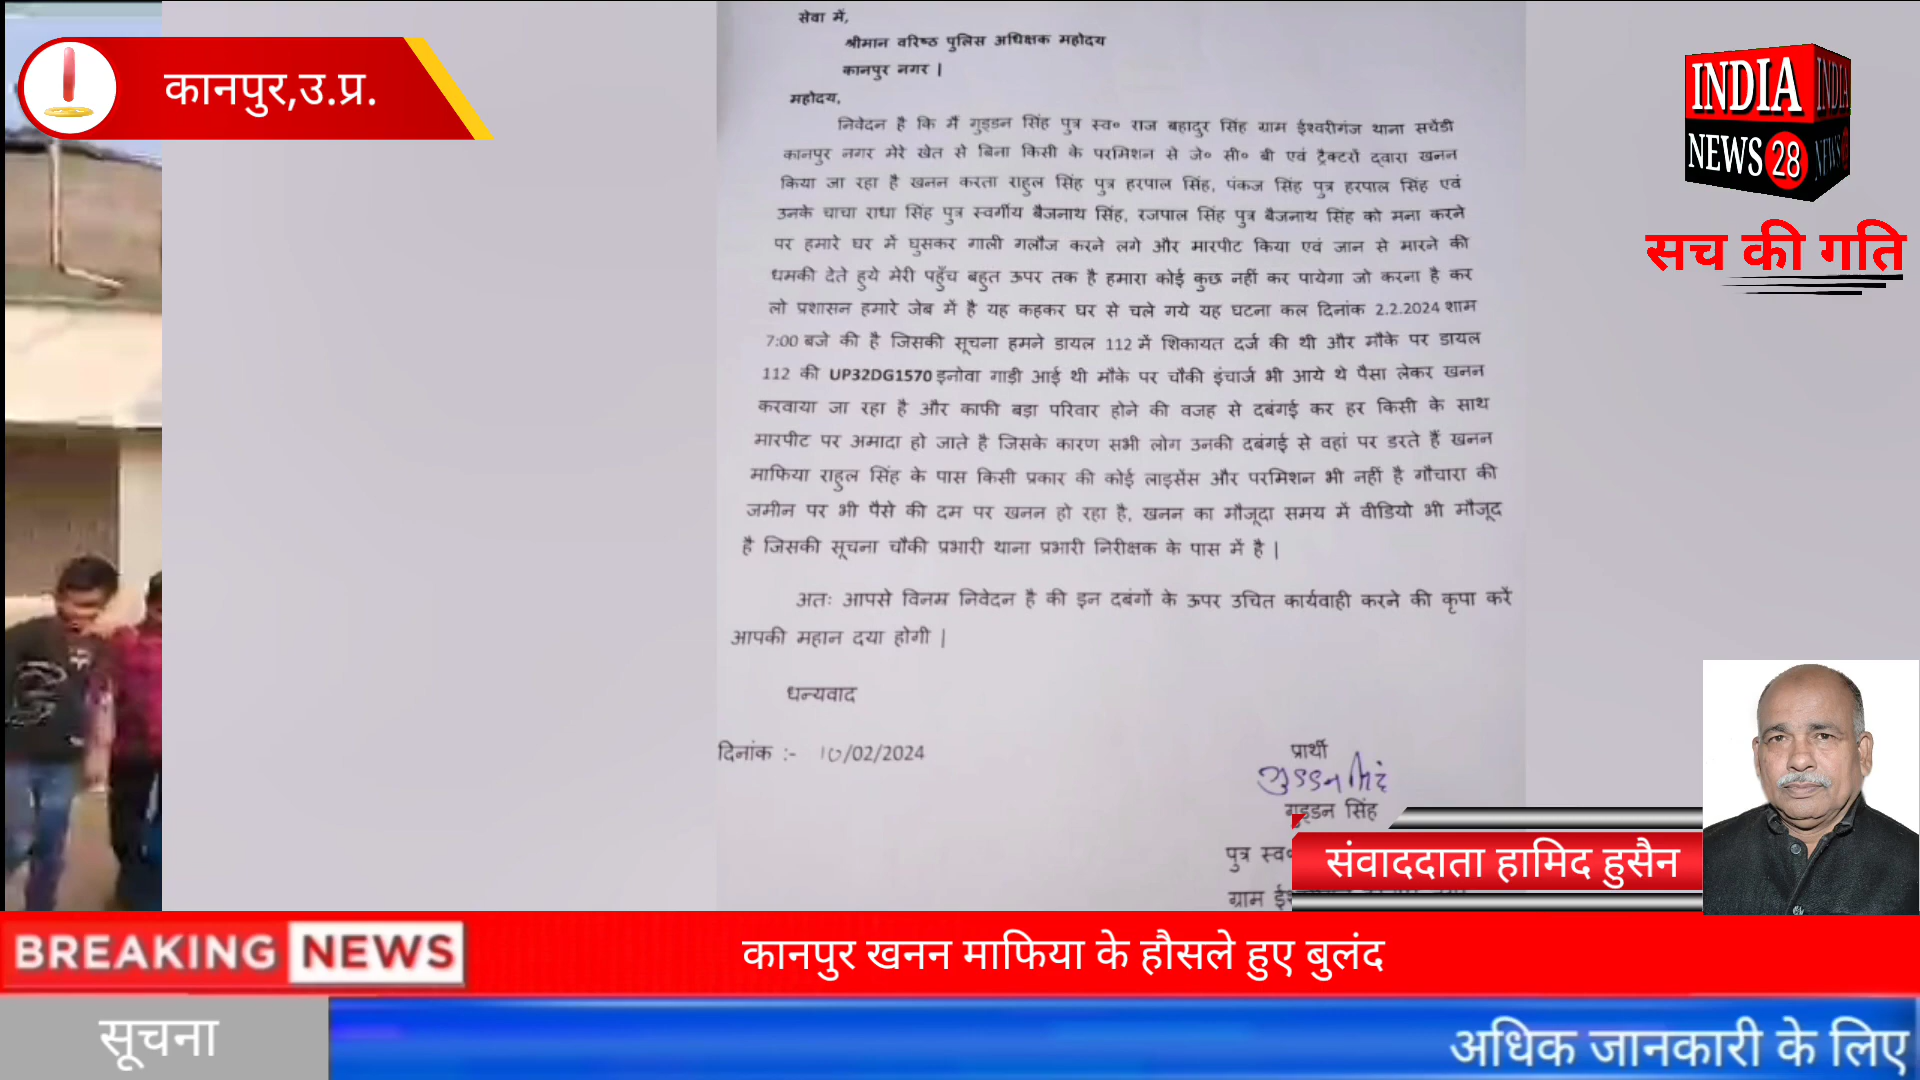 सेवा में,
श्रीमान वरिष्ठ पुलिस अधिक्षक महोदय
कानपुर नगर |
महोदय,
निवेदन है कि मैं गुड्डन सिंह पुत्र स्व० राज बहादुर सिंह ग्राम ईश्वरीगंज थाना सचेंडी
कानपुर नगर मेरे खेत से बिना किसी के परमिशन से जे० सी० बी एवं ट्रैक्टरों द्वारा खनन
किया जा रहा है खनन करता राहुल सिंह पुत्र हरपाल सिंह, पंकज सिंह पुत्र हरपाल सिंह एवं
उनके चाचा राधा सिंह पुत्र स्वर्गीय बैजनाथ सिंह, रजपाल सिंह पुत्र बैजनाथ सिंह को मना करने
पर हमारे घर में घुसकर गाली गलौज करने लगे और मारपीट किया एवं जान से मारने की
धमकी देते हुये मेरी पहुँच बहुत ऊपर तक है हमारा कोई कुछ नहीं कर पायेगा जो करना है कर
लो प्रशासन हमारे जेब में है यह कहकर घर से चले गये यह घटना कल दिनांक 2.2.2024 शाम
7:00 बजे की है जिसकी सूचना हमने डायल 112 में शिकायत दर्ज की थी और मौके पर डायल
112 की UP32DG1570 इनोवा गाड़ी आई थी मौके पर चौकी इंचार्ज भी आये थे पैसा लेकर खनन
करवाया जा रहा है और काफी बड़ा परिवार होने की वजह से दबंगई कर हर किसी के साथ
मारपीट पर अमादा हो जाते है जिसके कारण सभी लोग उनकी दबंगई से वहां पर डरते हैं खनन
माफिया राहुल सिंह के पास किसी प्रकार की कोई लाइसेंस और परमिशन भी नहीं है गौचारा की
जमीन पर भी पैसे की दम पर खनन हो रहा है, खनन का मौजूदा समय में वीडियो भी मौजूद
है जिसकी सूचना चौकी प्रभारी थाना प्रभारी निरीक्षक के पास में है |
अतः आपसे विनम्र निवेदन है की इन दबंगों के ऊपर उचित कार्यवाही करने की कृपा करें
आपकी महान दया होगी |
धन्यवाद
दिनांक :- 10/02/2024
प्रार्थी
गुड्डन सिंह
गुड्डन सिंह
पुत्र स्व०
ग्राम
कानपुर,उ.प्र.
INDIA
NEWS 28
सच की गति
संवाददाता हामिद हुसैन
BREAKING NEWS
कानपुर खनन माफिया के हौसले हुए बुलंद
सूचना
अधिक जानकारी के लिए